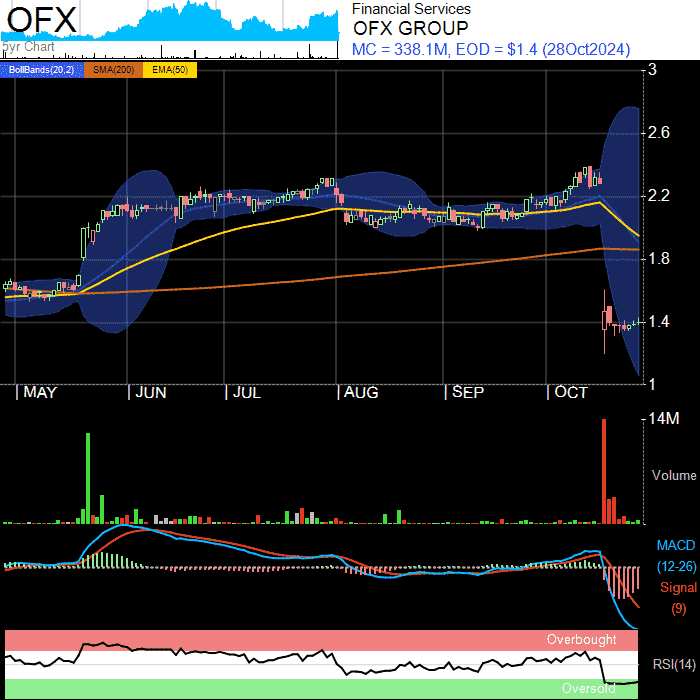 OFX
5yr Chart
Financial Services
OFX GROUP
MC = 338.1M, EOD = $1.4 (28Oct2024)
BollBands(20,2) SMA(200) EMA(50)
3
2.6
2.2
1.8
1.4
1
MAY JUN JUL AUG SEP OCT
14M
Volume
MACD
(12-26)
Signal
(9)
Overbought
RSI(14)
Oversold